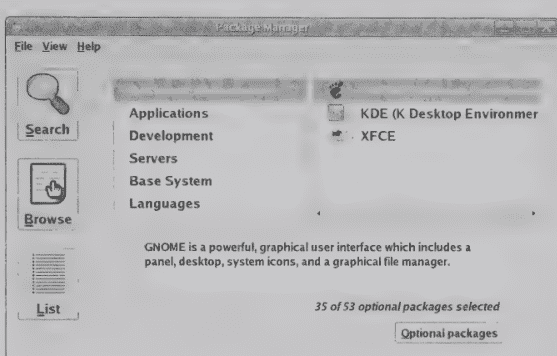 Package Manager
File View Help
Search
Browse
List
Applications
Development
Servers
Base System
Languages
KDE (K Desktop Environmer
XFCE
GNOME is a powerful, graphical user interface which includes a
panel, desktop, system icons, and a graphical file manager.
35 of 53 optional packages selected
Optional packages